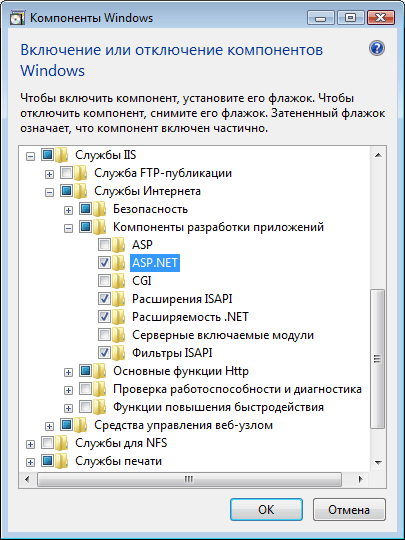 Компоненты Windows
Включение или отключение компонентов
Windows
Чтобы включить компонент, установите его флажок. Чтобы
отключить компонент, снимите его флажок. Затененный флажок
означает, что компонент включен частично.
Службы IIS
Служба FTP-публикации
Службы Интернета
Безопасность
Компоненты разработки приложений
ASP
ASP.NET
CGI
Расширения ISAPI
Расширяемость .NET
Серверные включаемые модули
Фильтры ISAPI
Основные функции Http
Проверка работоспособности и диагностика
Функции повышения быстродействия
Средства управления веб-узлом
Службы для NFS
Службы печати
OK
Отмена